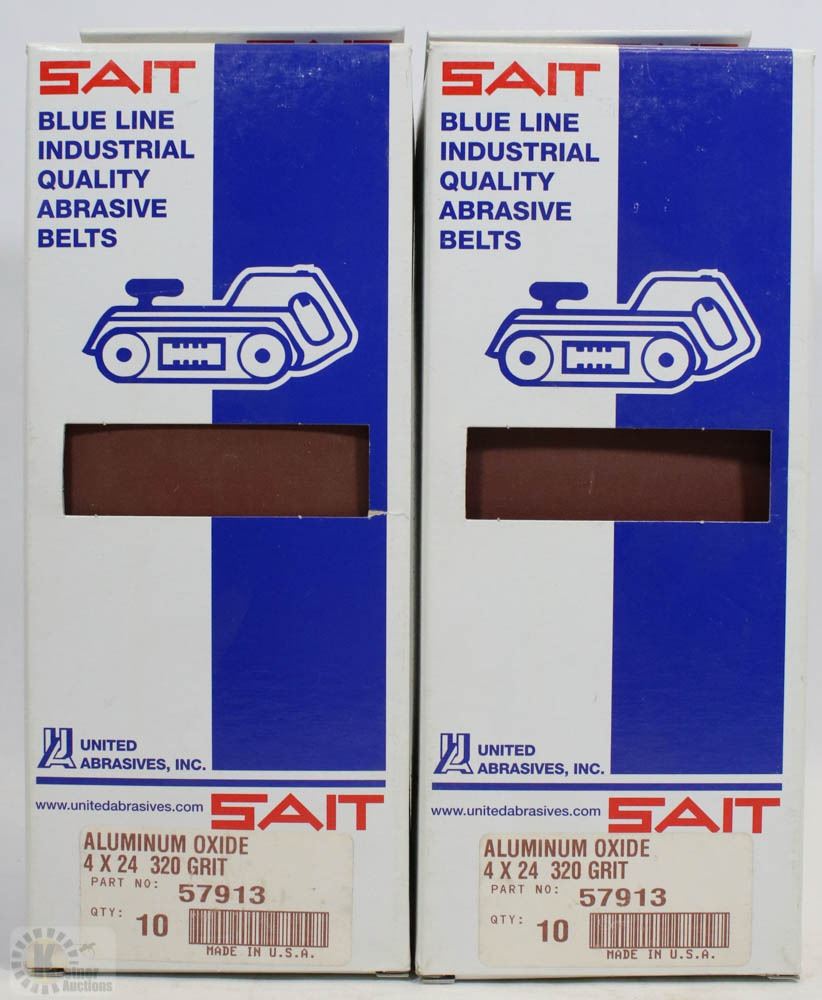 SAIT
BLUE LINE
INDUSTRIAL
QUALITY
ABRASIVE
BELTS
UNITED
ABRASIVES, INC.
www.unitedabrasives.com SAIT
ALUMINUM OXIDE
4 X 24 320 GRIT
PART NO: 57913
QTY: 10
MADE IN U.S.A.
SAIT
BLUE LINE
INDUSTRIAL
QUALITY
ABRASIVE
BELTS
UNITED
ABRASIVES, INC.
www.unitedabrasives.com SAIT
ALUMINUM OXIDE
4 X 24 320 GRIT
PART NO: 57913
QTY: 10
MADE IN U.S.A.
Auctions